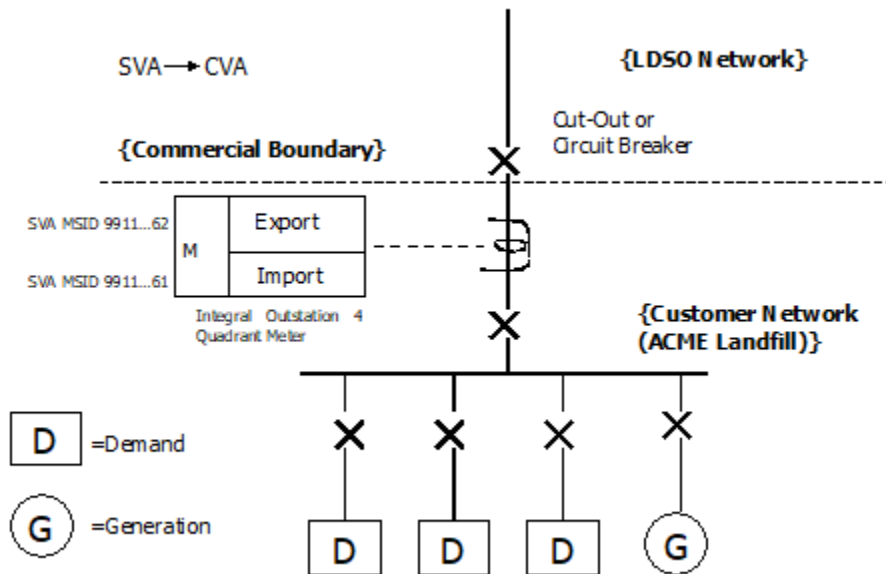 SVA → CVA
{LDSO Network}
Cut-Out or
Circuit Breaker
{Commercial Boundary}
SVA MSID 9911...62
Export
M
SVA MSID 9911...61
Import
Integral Outstation 4
Quadrant Meter
{Customer Network
(ACME Landfill)}
D =Demand
G =Generation
D D D G